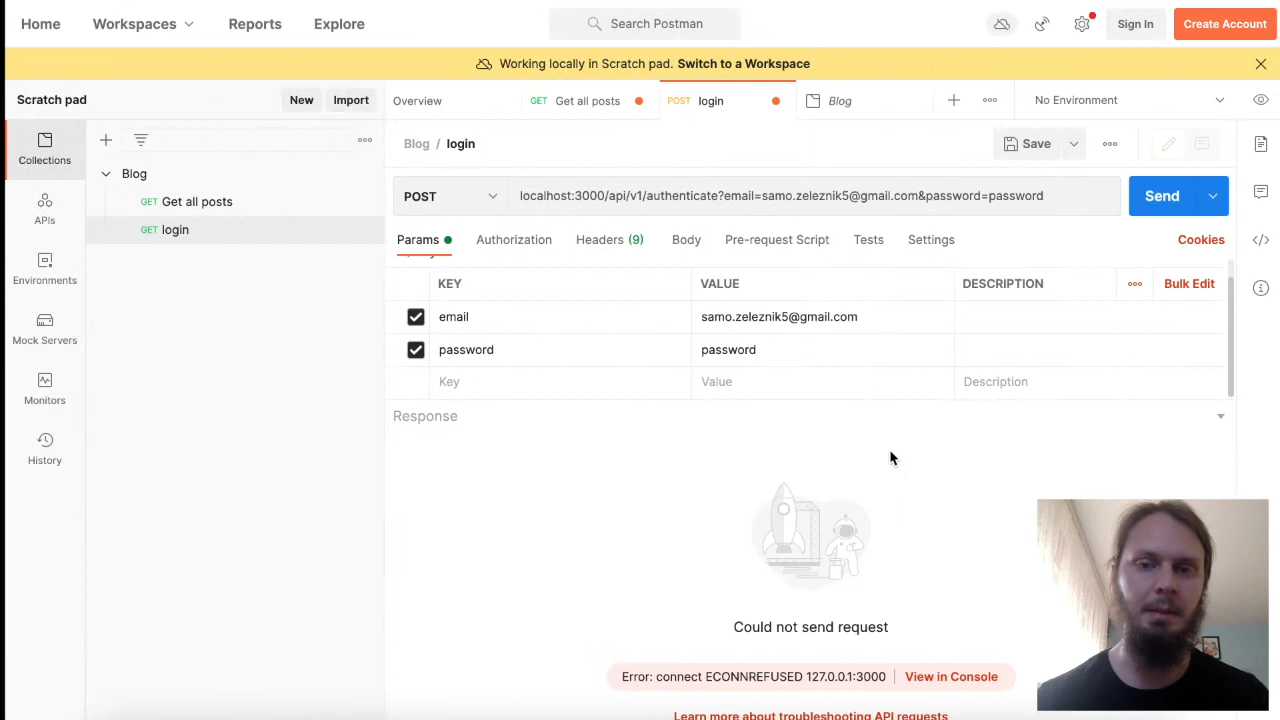 Home Workspaces Reports Explore Search Postman Sign In Create Account
Working locally in Scratch pad. Switch to a Workspace
Scratch pad New Import
Overview GET Get all posts POST login Blog No Environment
Collections
APIs
Environments
Mock Servers
Monitors
History
Blog
GET Get all posts
GET login
Blog / login Save
POST localhost:3000/api/v1/authenticate?email=samo.zeleznik5@gmail.com&password=password Send
Params Authorization Headers (9) Body Pre-request Script Tests Settings Cookies
KEY VALUE DESCRIPTION Bulk Edit
email samo.zeleznik5@gmail.com
password password
Key Value Description
Response
Could not send request
Error: connect ECONNREFUSED 127.0.0.1:3000 View in Console
Learn more about troubleshooting API requests